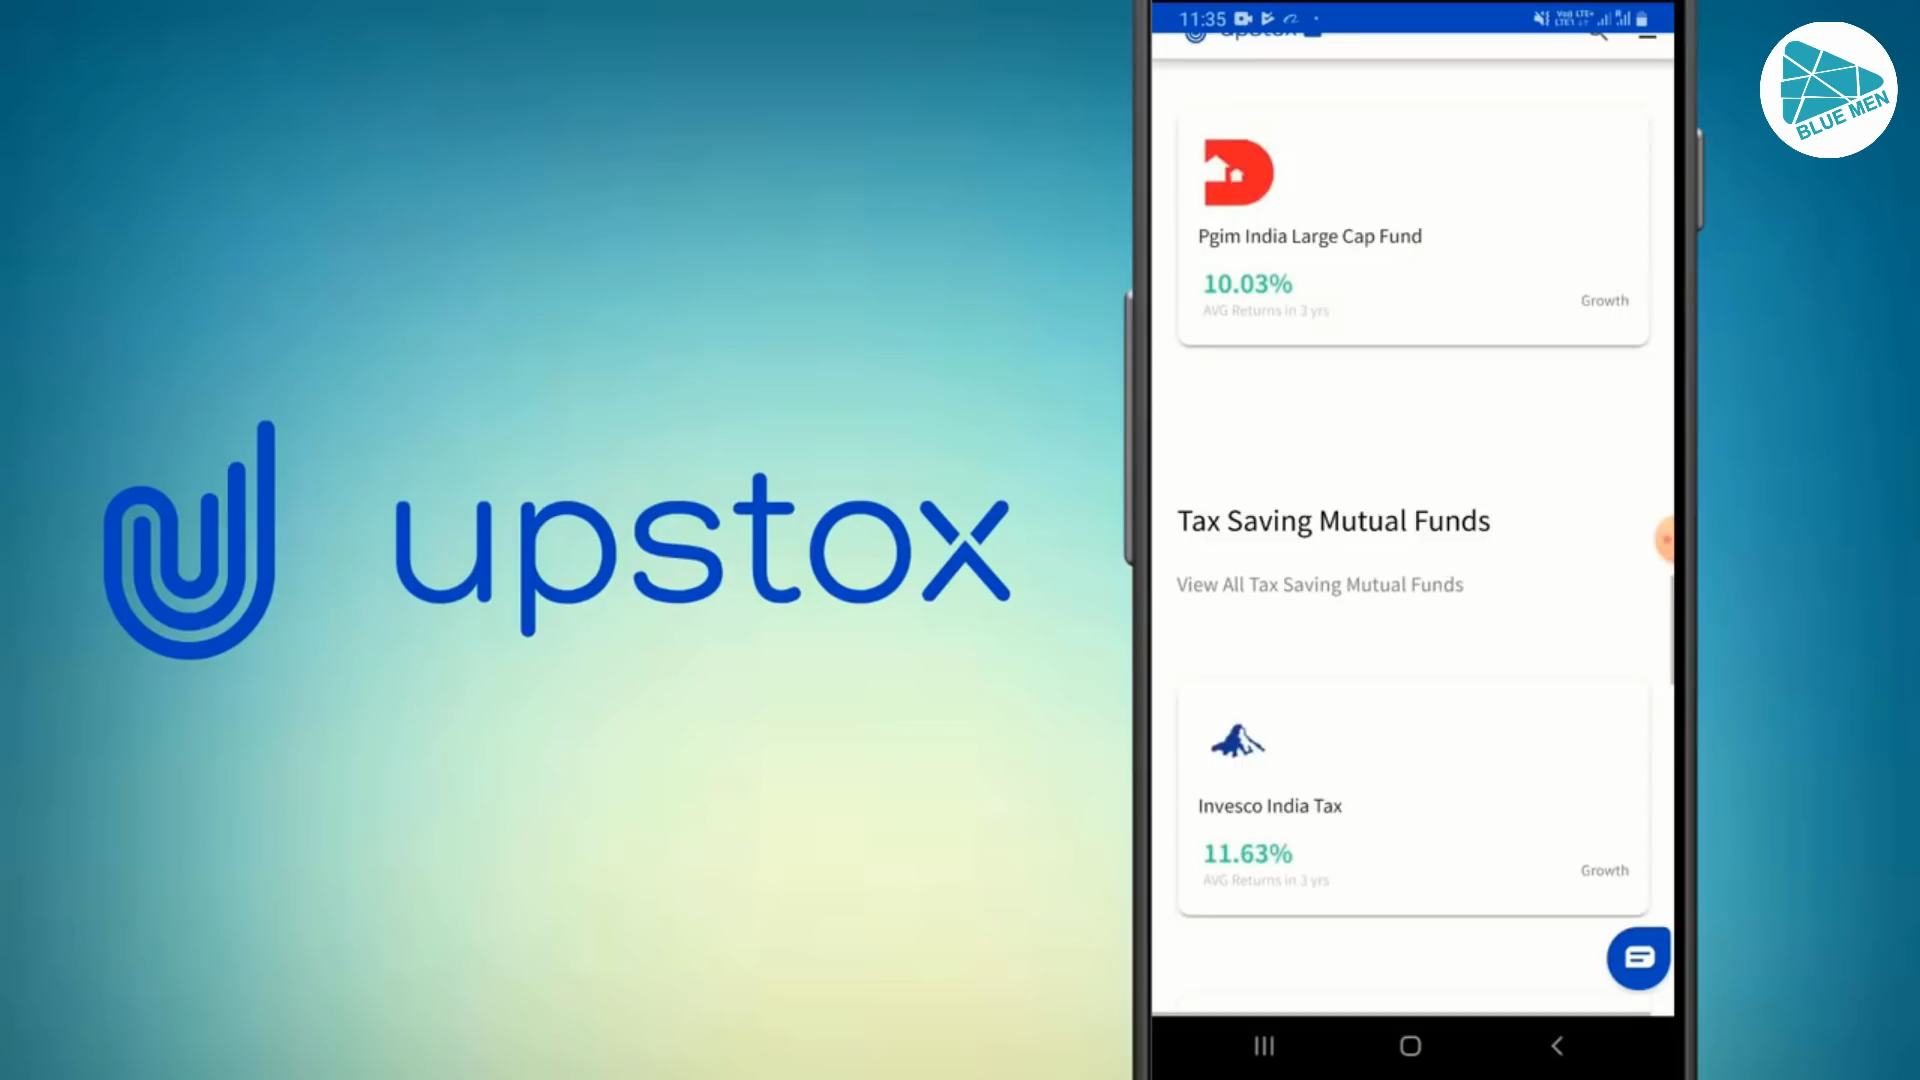 upstox
11:35
upstox
Pgim India Large Cap Fund
10.03%
AVG Returns in 3 yrs
Growth
Tax Saving Mutual Funds
View All Tax Saving Mutual Funds
Invesco India Tax
11.63%
AVG Returns in 3 yrs
Growth
BLUE MEN